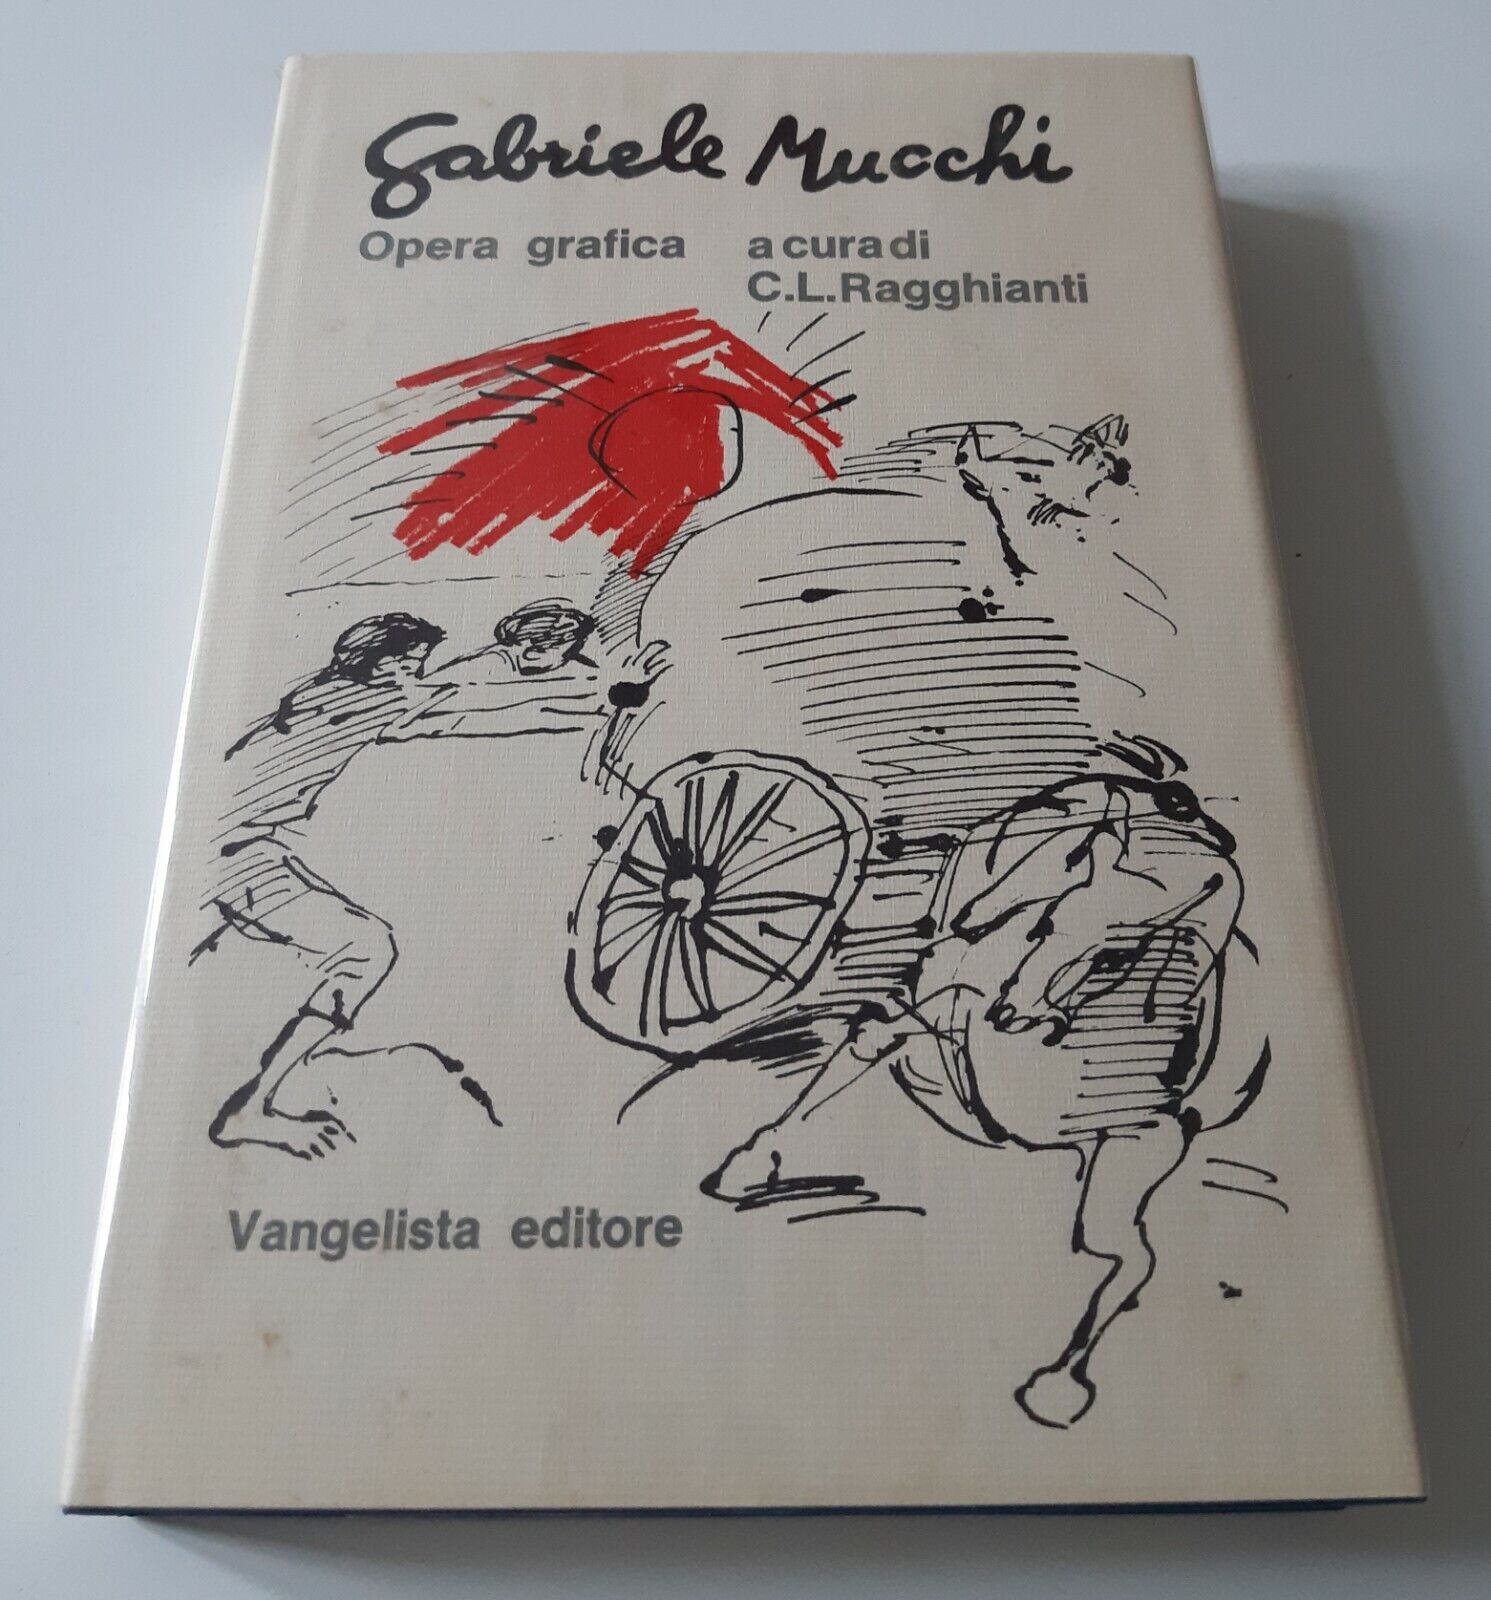 Gabriele Mucchi
Opera grafica a cura di
C.L.Ragghianti
Vangelista editore